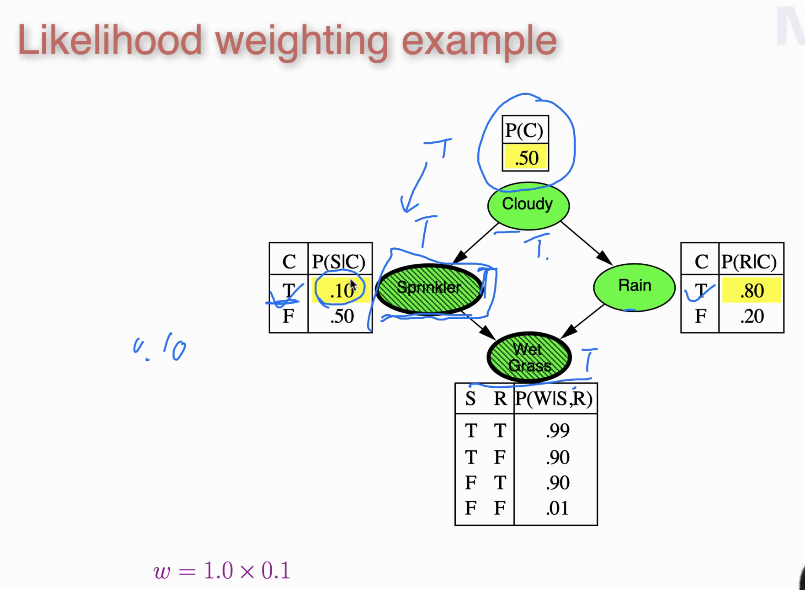 Likelihood weighting example
P(C)
.50
T
Cloudy
T
T.
C P(S|C)
T .10
F .50
Sprinkler
T
Rain
C P(R|C)
T .80
F .20
0.10
Wet
Grass
T
S R P(W|S,R)
T T .99
T F .90
F T .90
F F .01
w = 1.0 × 0.1